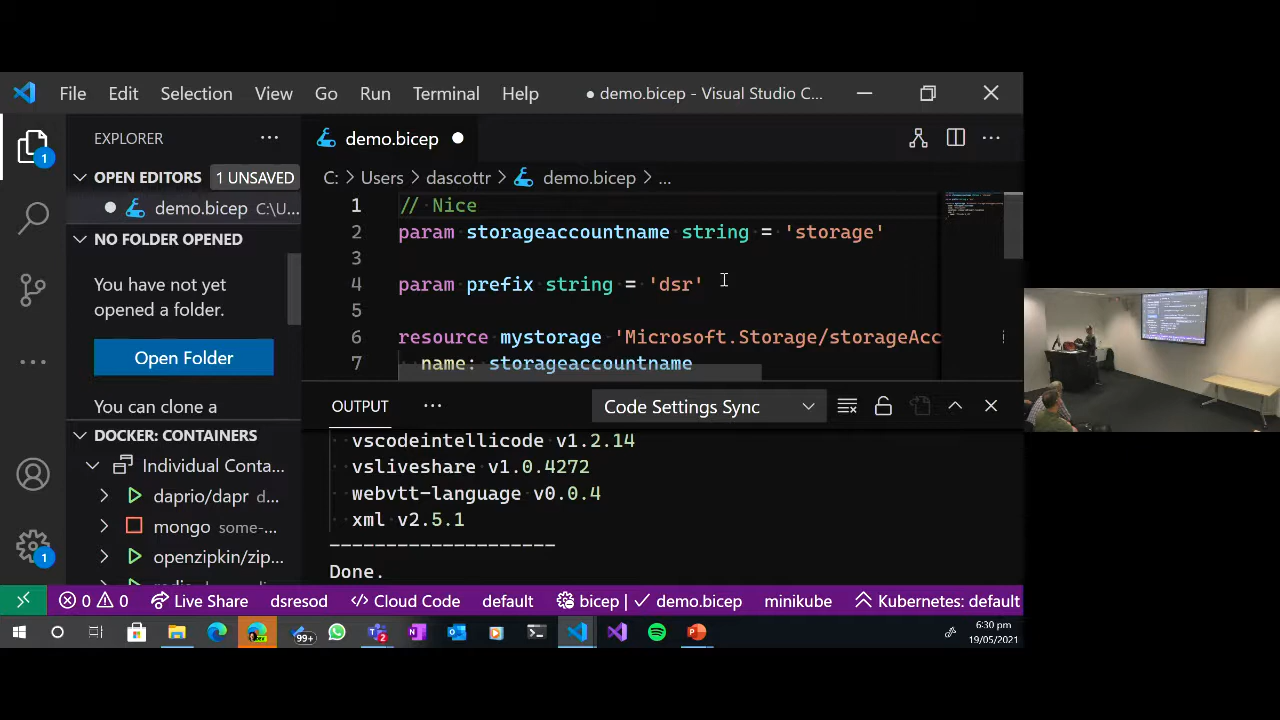 File Edit Selection View Go Run Terminal Help ● demo.bicep - Visual Studio C...
EXPLORER ...
demo.bicep ●
1
OPEN EDITORS 1 UNSAVED
● demo.bicep C:\U...
NO FOLDER OPENED
You have not yet
opened a folder.
Open Folder
You can clone a
DOCKER: CONTAINERS
Individual Conta...
daprio/dapr d...
mongo some-...
openzipkin/zip...
1
C: > Users > dascottr > demo.bicep > ...
1 // Nice
2 param storageaccountname string = 'storage'
3
4 param prefix string = 'dsr'
5
6 resource mystorage 'Microsoft.Storage/storageAcc
7 name: storageaccountname
OUTPUT ... Code Settings Sync
vscodeintellicode v1.2.14
vsliveshare v1.0.4272
webvtt-language v0.0.4
xml v2.5.1
-------------------
Done.
0 0 Live Share dsresod Cloud Code default bicep | ✓ demo.bicep minikube Kubernetes: default
99+ 2 6:30 pm
19/05/2021